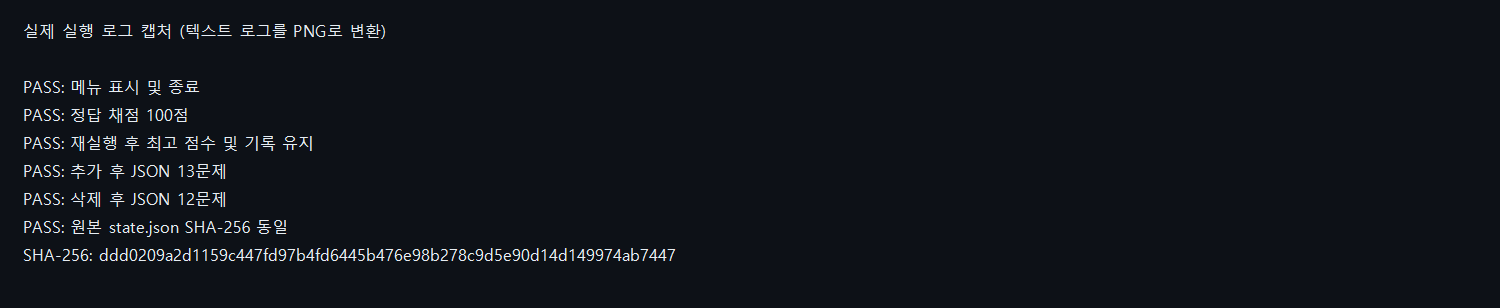 실제 실행 로그 캡처 (텍스트 로그를 PNG로 변환)
PASS: 메뉴 표시 및 종료
PASS: 정답 채점 100점
PASS: 재실행 후 최고 점수 및 기록 유지
PASS: 추가 후 JSON 13문제
PASS: 삭제 후 JSON 12문제
PASS: 원본 state.json SHA-256 동일
SHA-256: ddd0209a2d1159c447fd97b4fd6445b476e98b278c9d5e90d14d149974ab7447